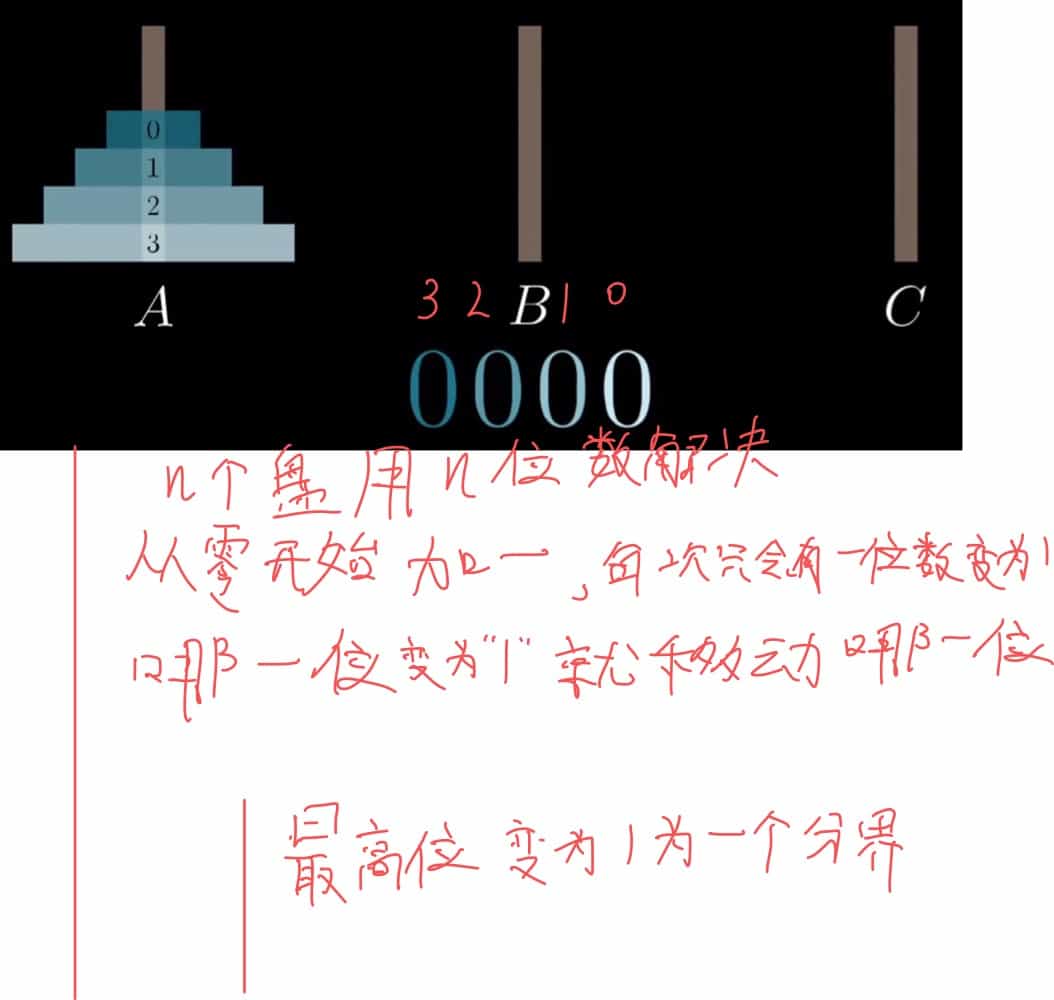 0
1
2
3
A 3 2 B 1 0 C
0000
n个盘用n位数解决
从零开始加一,每次只会有一位数变为1
哪一位变为"1"就移动哪一位
最高位变为1为一个分界